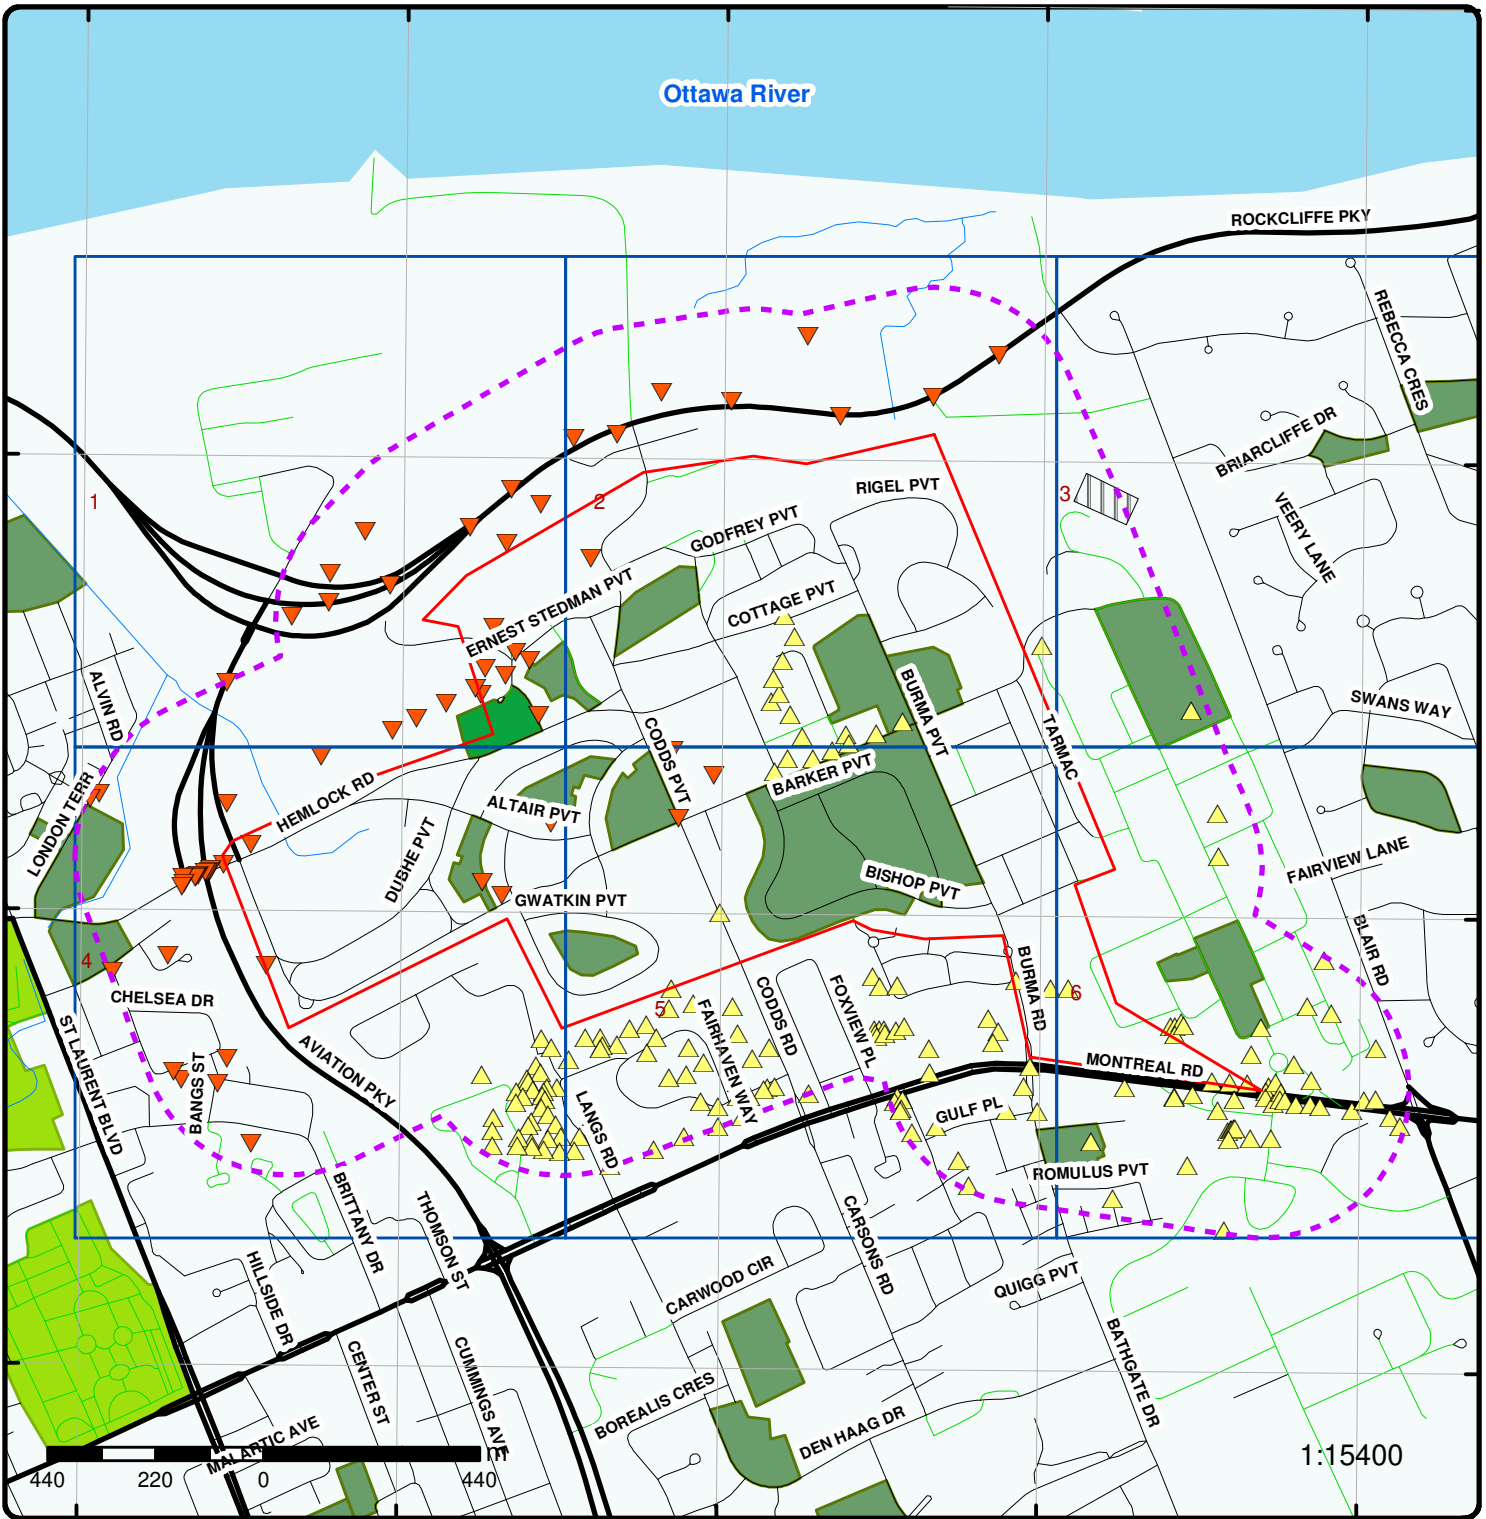 Ottawa River
ROCKCLIFFE PKY
REBECCA CRES
BRIARCLIFFE DR
RIGEL PVT
1
2
3
GODFREY PVT
VEERY LANE
ERNEST STEDMAN PVT
COTTAGE PVT
ALVIN RD
BURMA PVT
SWANS WAY
CODDS PVT
TARMAC
BARKER PVT
LONDON TERR
HEMLOCK RD
ALTAIR PVT
DUBHE PVT
BISHOP PVT
FAIRVIEW LANE
GWATKIN PVT
BLAIR RD
4
CHELSEA DR
5
6
FOXVIEW PL
CODDS RD
BURMA RD
FAIRHAVEN WAY
ST LAURENT BLVD
BANGS ST
AVIATION PKY
MONTREAL RD
LANGS RD
GULF PL
ROMULUS PVT
BRITTANY DR
THOMSON ST
HILLSIDE DR
CARSONS RD
CARWOOD CIR
QUIGG PVT
BATHGATE DR
CENTER ST
CUMMINGS AVE
BOREALIS CRES
DEN HAAG DR
MALARTIC AVE
m
1:15400
440 220 0 440